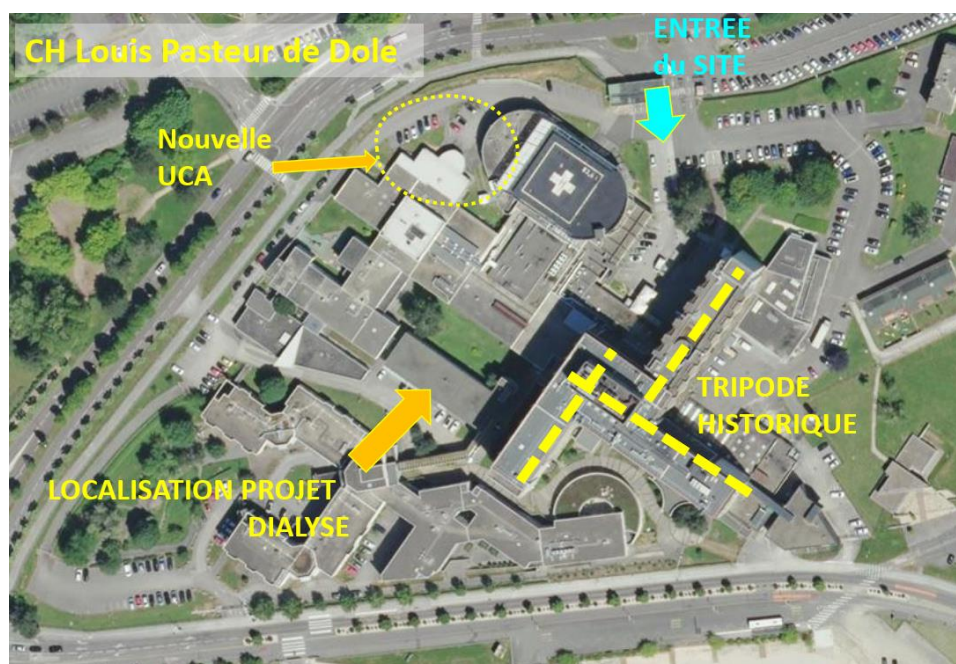 CH Louis Pasteur de Dole
ENTREE
du SITE
Nouvelle
UCA
TRIPODE
HISTORIQUE
LOCALISATION PROJET
DIALYSE